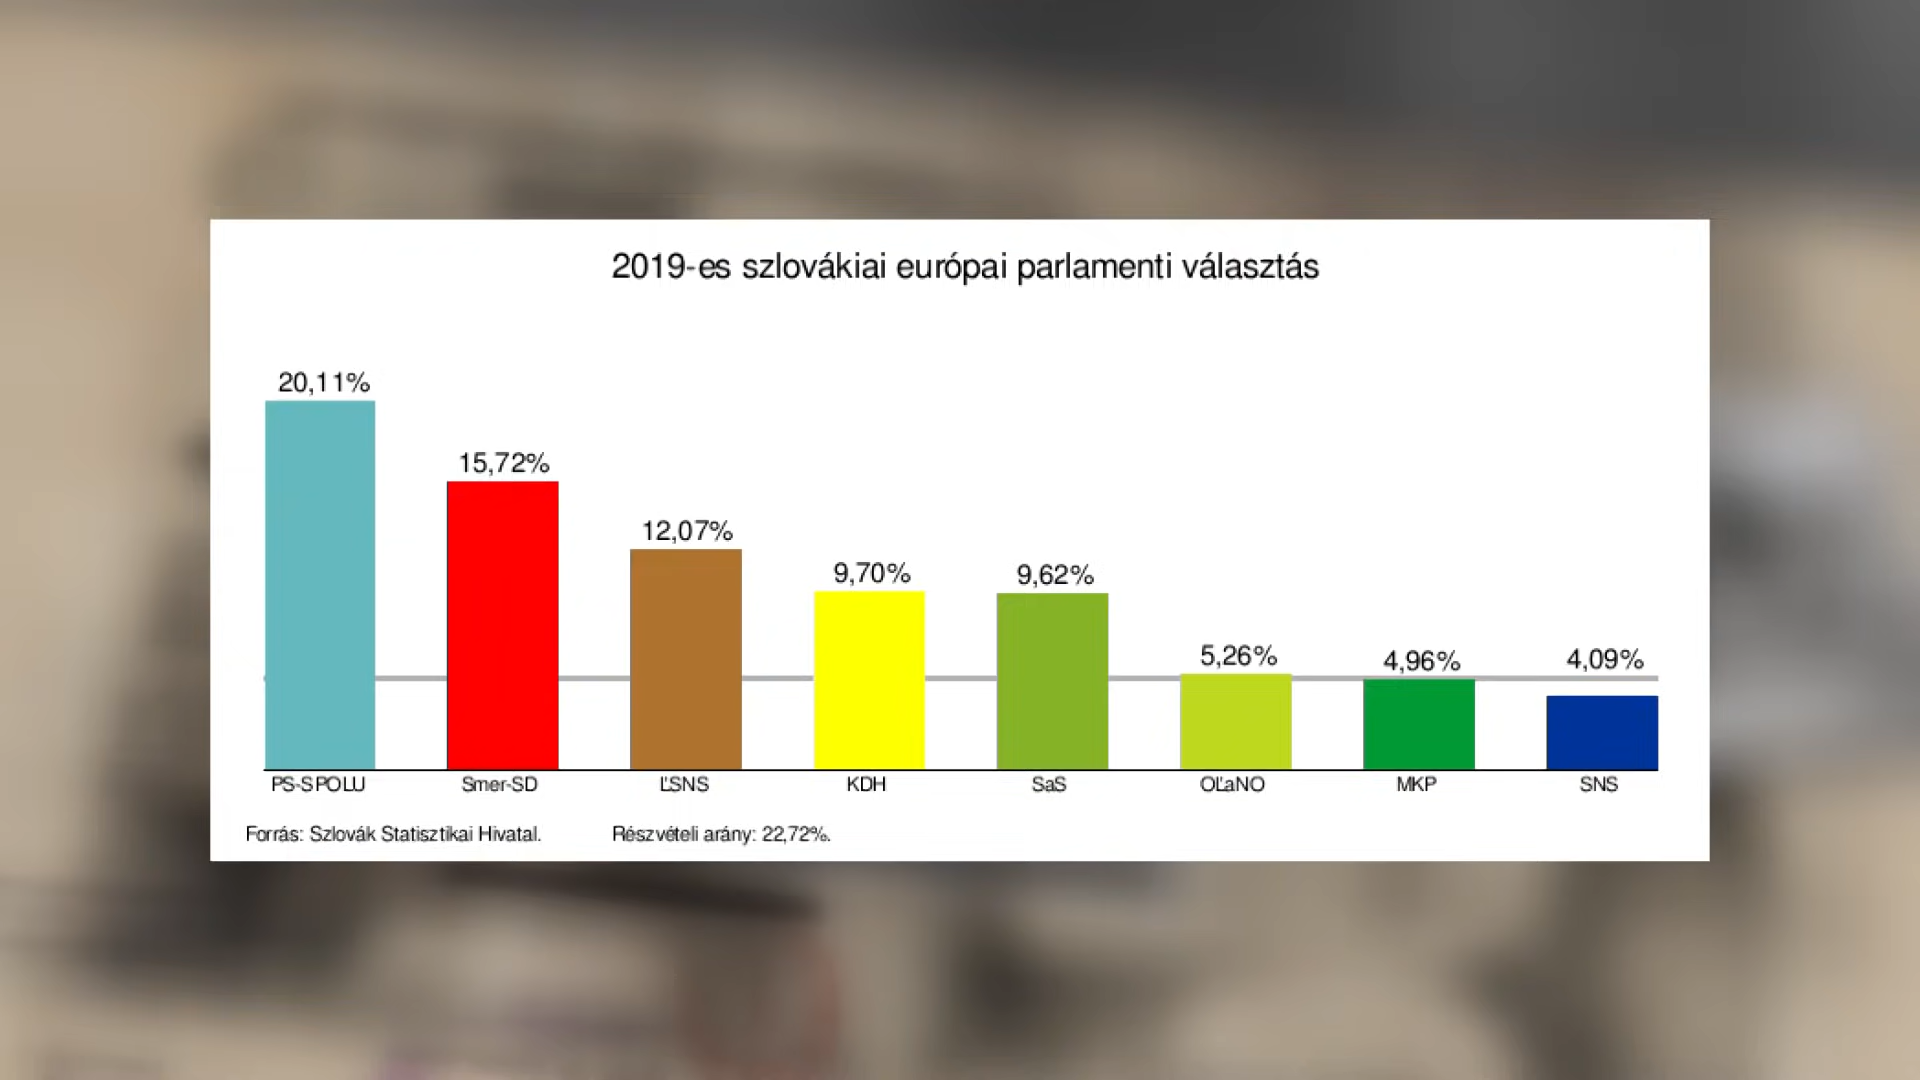 2019-es szlovákiai európai parlamenti választás
20,11%
15,72%
12,07%
9,70%
9,62%
5,26%
4,96%
4,09%
PS-SPOLU
Smer-SD
ĽSNS
KDH
SaS
OĽaNO
MKP
SNS
Forrás: Szlovák Statisztikai Hivatal.
Részvételi arány: 22,72%.